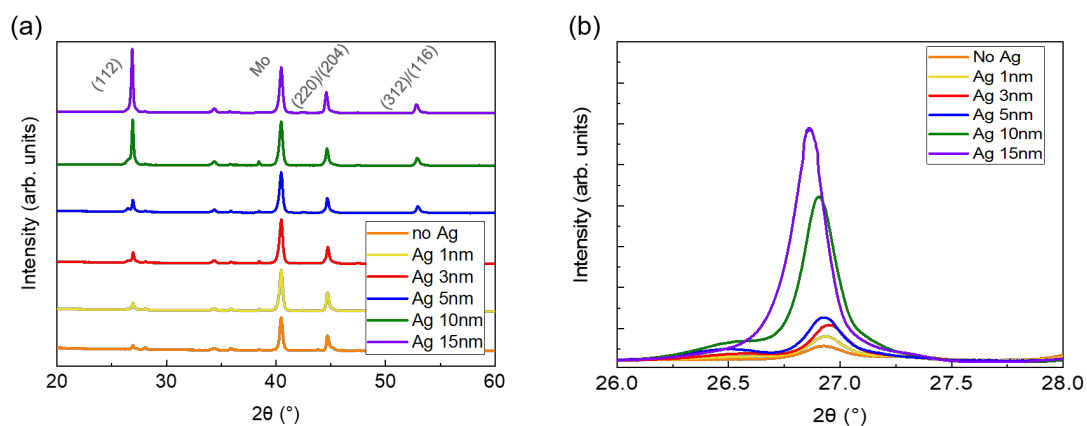 (a)
(112)
Mo
(220)/(204)
(312)/(116)
no Ag
Ag 1nm
Ag 3nm
Ag 5nm
Ag 10nm
Ag 15nm
Intensity (arb. units)
20 30 40 50 60
2θ (°)
(b)
No Ag
Ag 1nm
Ag 3nm
Ag 5nm
Ag 10nm
Ag 15nm
Intensity (arb. units)
26.0 26.5 27.0 27.5 28.0
2θ (°)